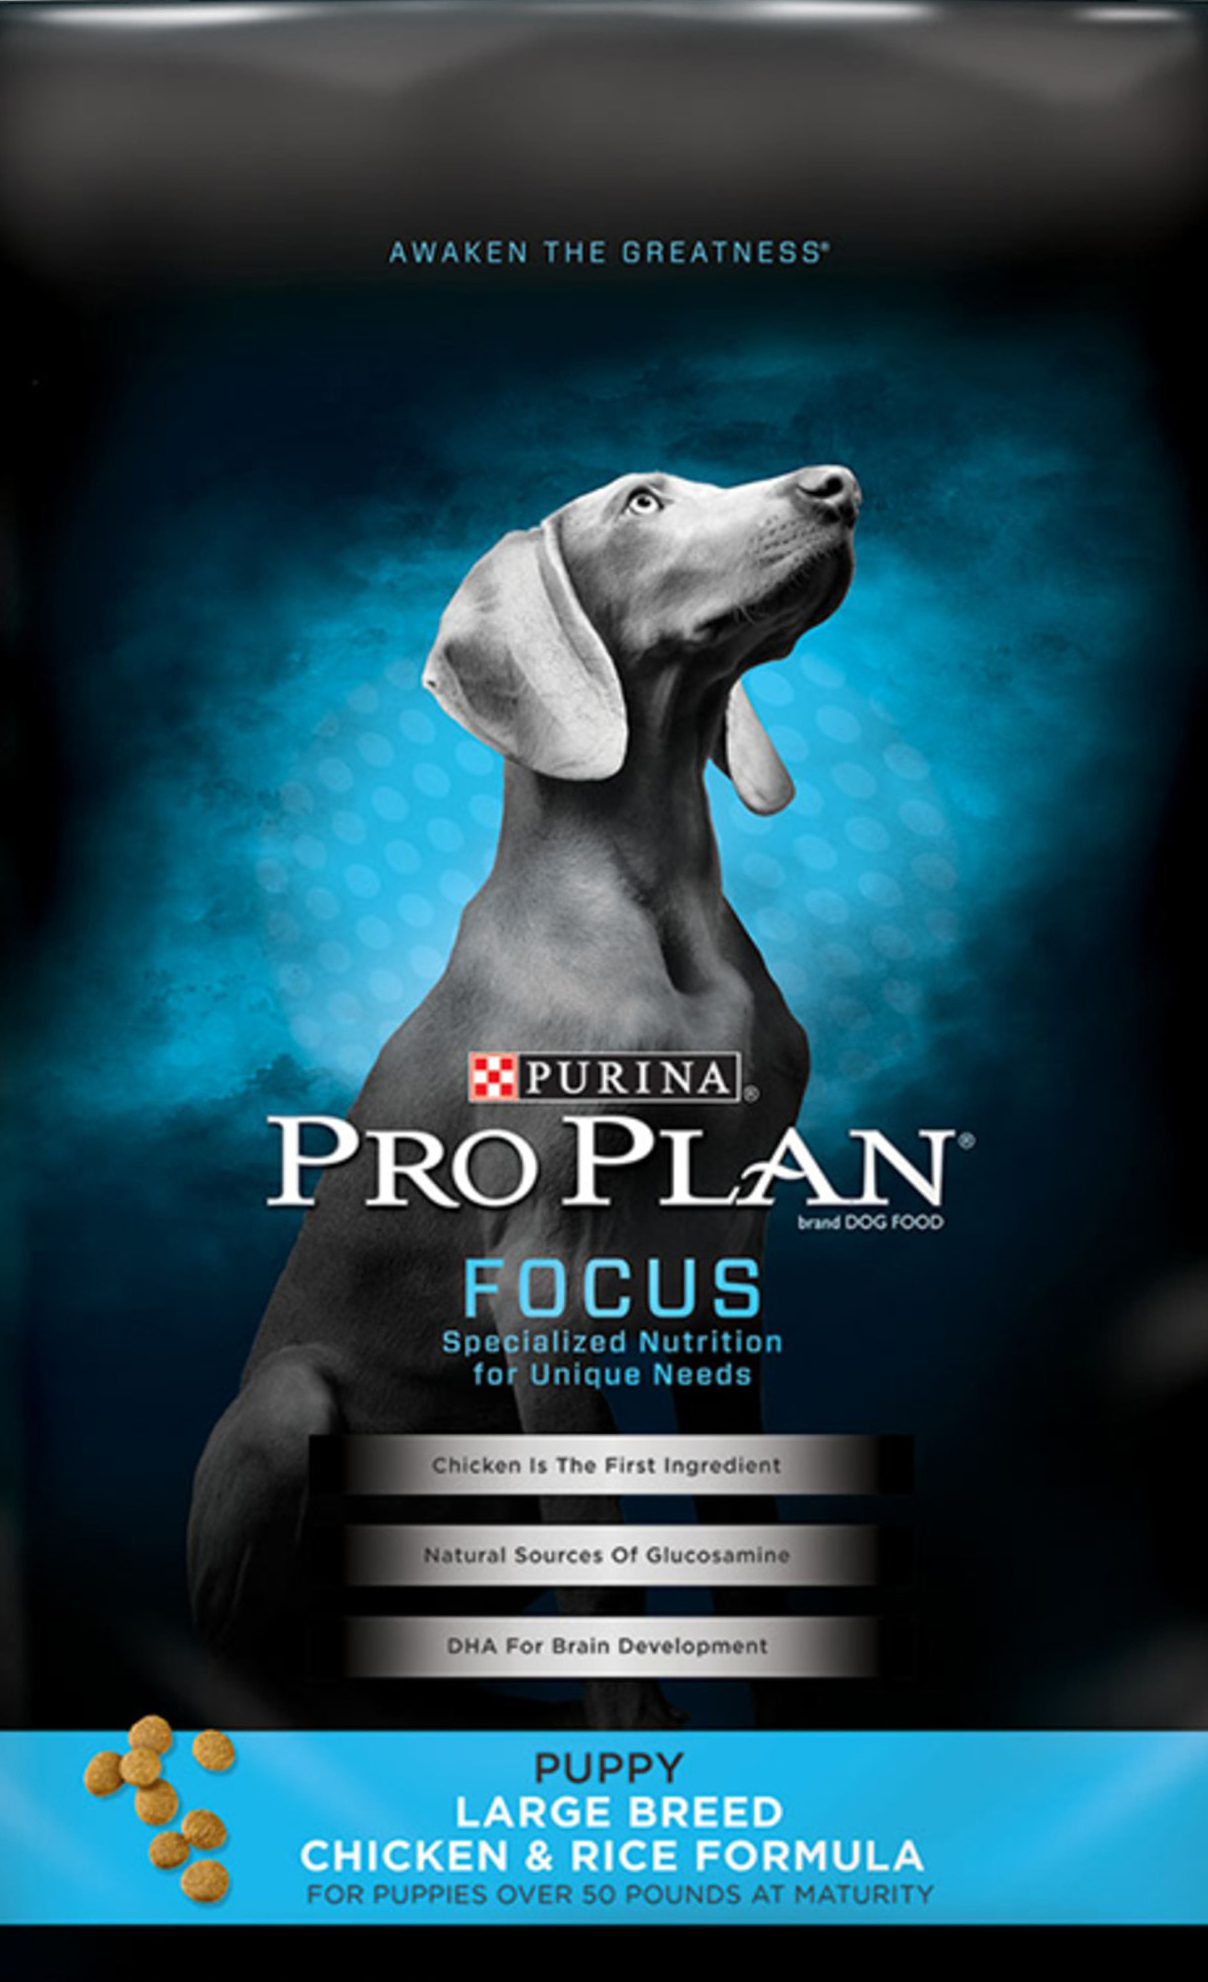 AWAKEN THE GREATNESS®
PURINA®
PRO PLAN®
brand DOG FOOD
FOCUS
Specialized Nutrition
for Unique Needs
Chicken Is The First Ingredient
Natural Sources Of Glucosamine
DHA For Brain Development
PUPPY
LARGE BREED
CHICKEN & RICE FORMULA
FOR PUPPIES OVER 50 POUNDS AT MATURITY